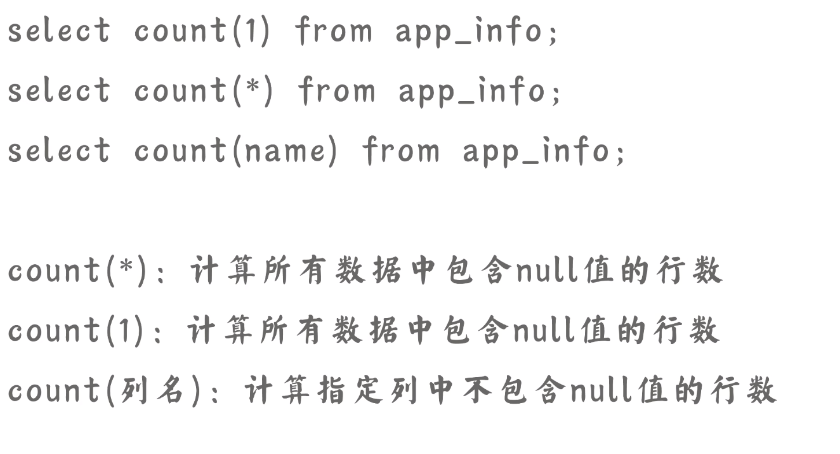 select count(1) from app_info;
select count(*) from app_info;
select count(name) from app_info;
count(*): 计算所有数据中包含null值的行数
count(1): 计算所有数据中包含null值的行数
count(列名): 计算指定列中不包含null值的行数